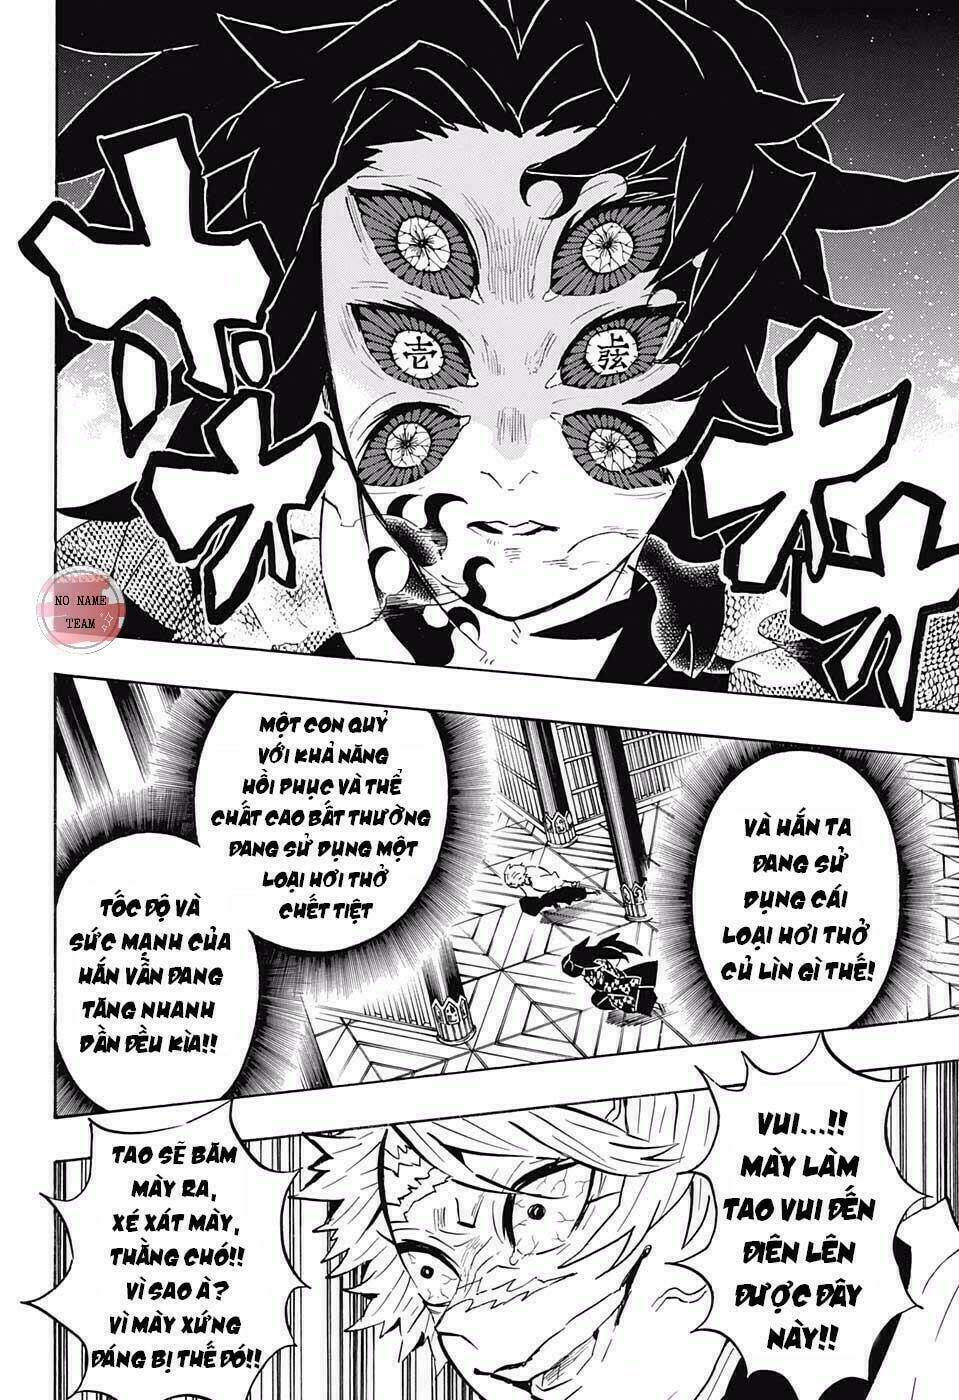 上弦
壱
NO NAME
TEAM
VÀ HẮN TA
ĐANG SỬ
DỤNG CÁI
LOẠI HƠI THỞ
CỦ LÌN GÌ THẾ!
MỘT CON QUỶ
VỚI KHẢ NĂNG
HỒI PHỤC VÀ THỂ
CHẤT CAO BẤT THƯỜNG
ĐANG SỬ DỤNG MỘT
LOẠI HƠI THỞ
CHẾT TIỆT
TỐC ĐỘ VÀ
SỨC MẠNH CỦA
HẮN VẪN ĐANG
TĂNG NHANH
DẦN ĐỀU KÌA!!
VUI...!!
MÀY LÀM
TAO VUI ĐẾN
ĐIÊN LÊN
ĐƯỢC ĐÂY
NÀY!!
TAO SẼ BĂM
MÀY RA,
XÉ XÁT MÀY,
THẰNG CHÓ!!
VÌ SAO À?
VÌ MÀY XỨNG
ĐÁNG BỊ THẾ ĐÓ!!